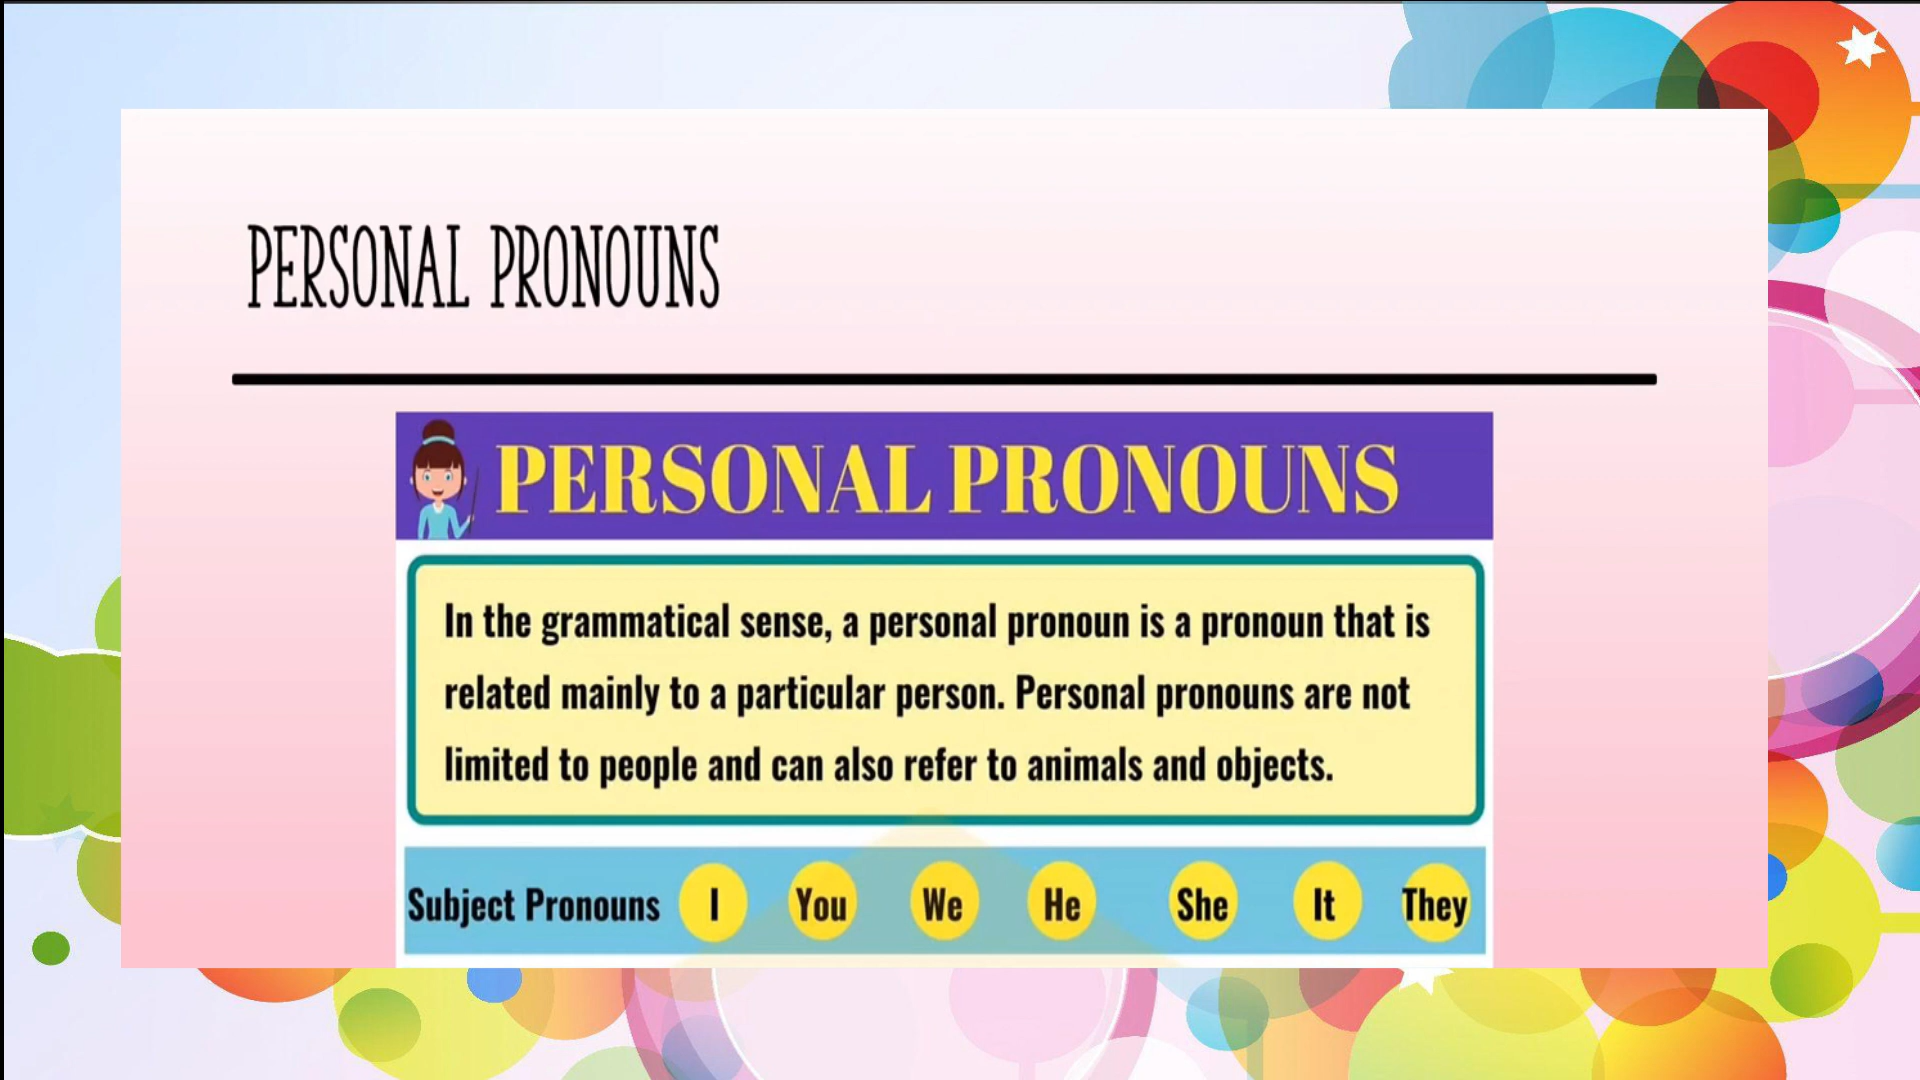 PERSONAL PRONOUNS
PERSONAL PRONOUNS
In the grammatical sense, a personal pronoun is a pronoun that is
related mainly to a particular person. Personal pronouns are not
limited to people and can also refer to animals and objects.
Subject Pronouns I You We He She It They